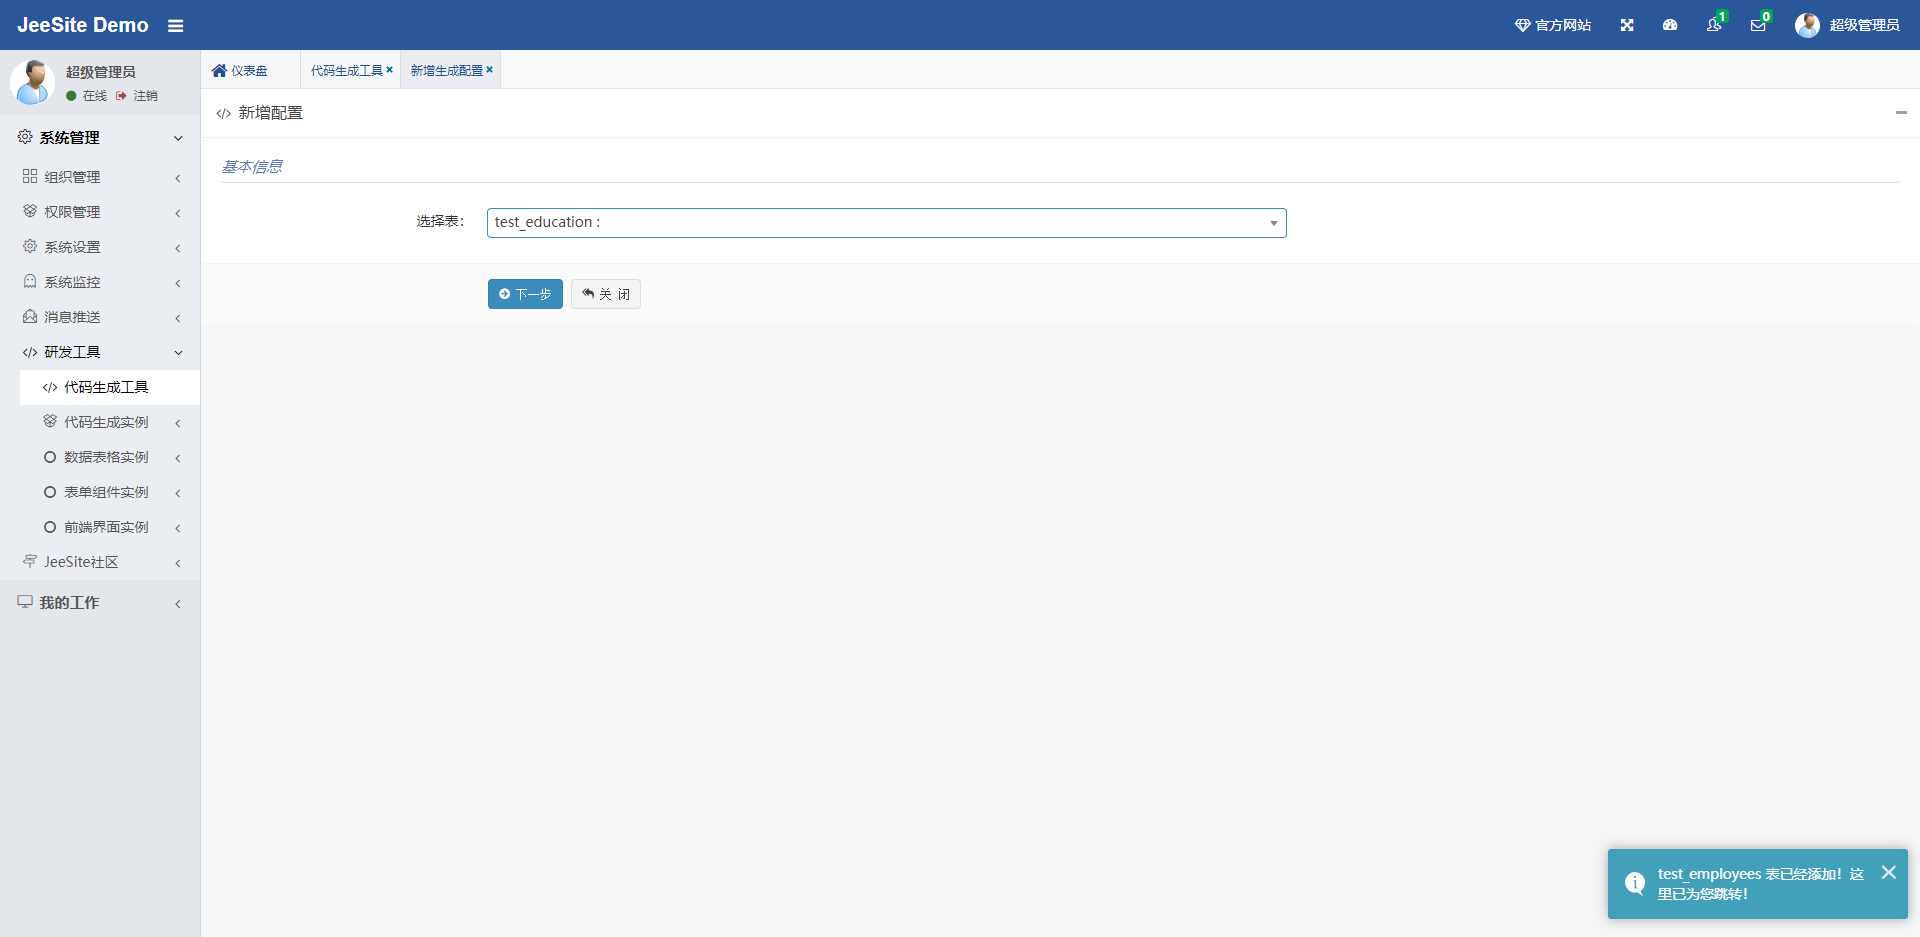 JeeSite Demo
官方网站
1
0
超级管理员
超级管理员
在线 注销
系统管理
组织管理
权限管理
系统设置
系统监控
消息推送
研发工具
代码生成工具
代码生成实例
数据表格实例
表单组件实例
前端界面实例
JeeSite社区
我的工作
仪表盘
代码生成工具
新增生成配置
新增配置
基本信息
选择表：
test_education :
下一步
关 闭
test_employees 表已经添加！这
里已为您跳转！